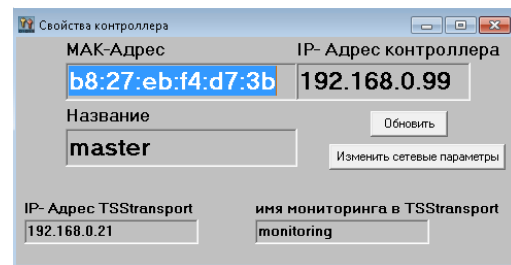 Свойства контроллера
МАК-Адрес IP- Адрес контроллера
b8:27:eb:f4:d7:3b 192.168.0.99
Название
Обновить
master
Изменить сетевые параметры
IP- Адрес TSStransport имя мониторинга в TSStransport
192.168.0.21 monitoring